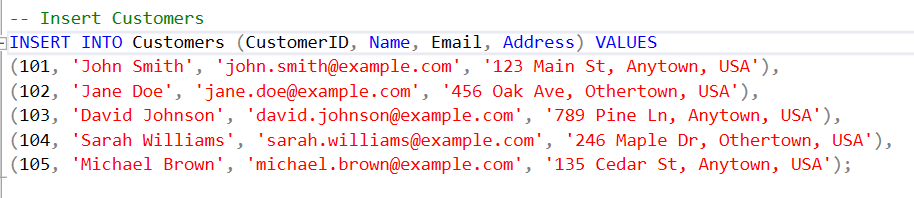 -- Insert Customers
INSERT INTO Customers (CustomerID, Name, Email, Address) VALUES
(101, 'John Smith', 'john.smith@example.com', '123 Main St, Anytown, USA'),
(102, 'Jane Doe', 'jane.doe@example.com', '456 Oak Ave, Othertown, USA'),
(103, 'David Johnson', 'david.johnson@example.com', '789 Pine Ln, Anytown, USA'),
(104, 'Sarah Williams', 'sarah.williams@example.com', '246 Maple Dr, Othertown, USA'),
(105, 'Michael Brown', 'michael.brown@example.com', '135 Cedar St, Anytown, USA');